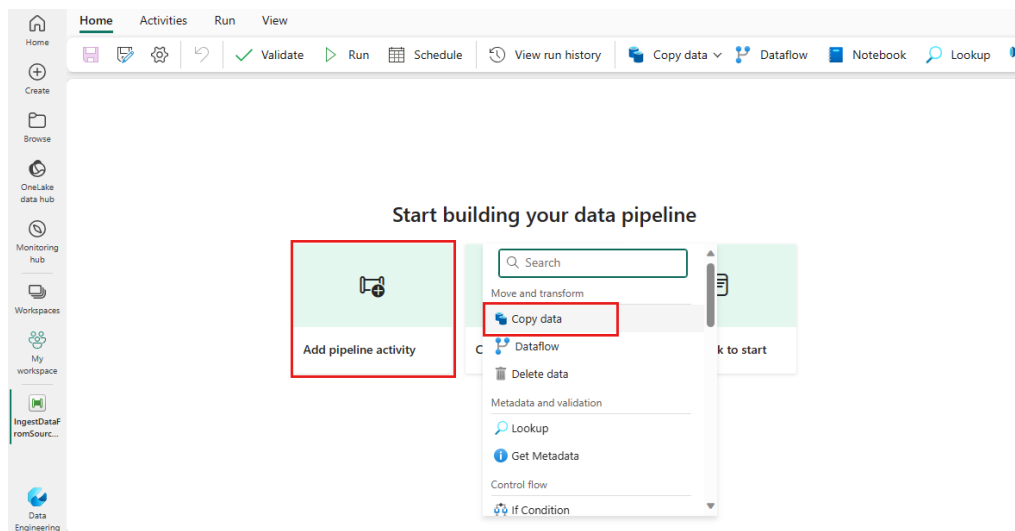 Home
Activities
Run
View
Validate
Run
Schedule
View run history
Copy data
Dataflow
Notebook
Lookup
Home
Create
Browse
OneLake
data hub
Monitoring
hub
Workspaces
My
workspace
IngestDataF
romSourc...
Data
Engineering
Start building your data pipeline
Add pipeline activity
C
k to start
Search
Move and transform
Copy data
Dataflow
Delete data
Metadata and validation
Lookup
Get Metadata
Control flow
If Condition